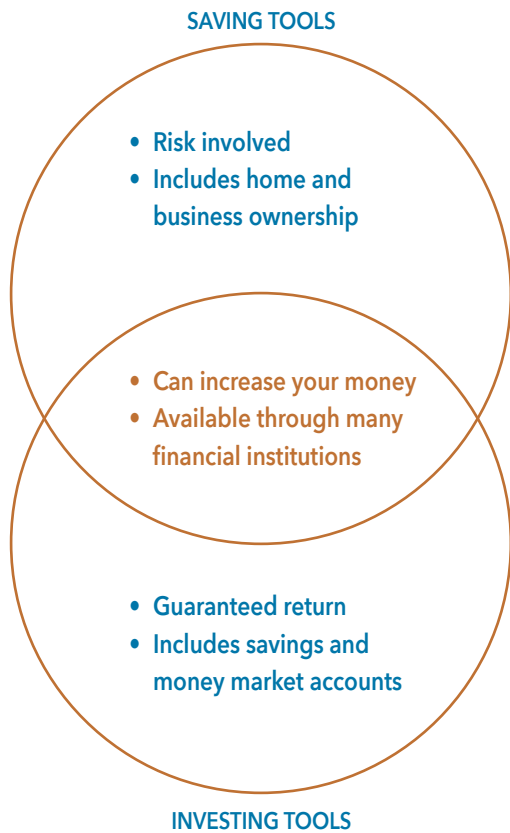 SAVING TOOLS
• Risk involved
• Includes home and
business ownership
• Can increase your money
• Available through many
financial institutions
• Guaranteed return
• Includes savings and
money market accounts
INVESTING TOOLS